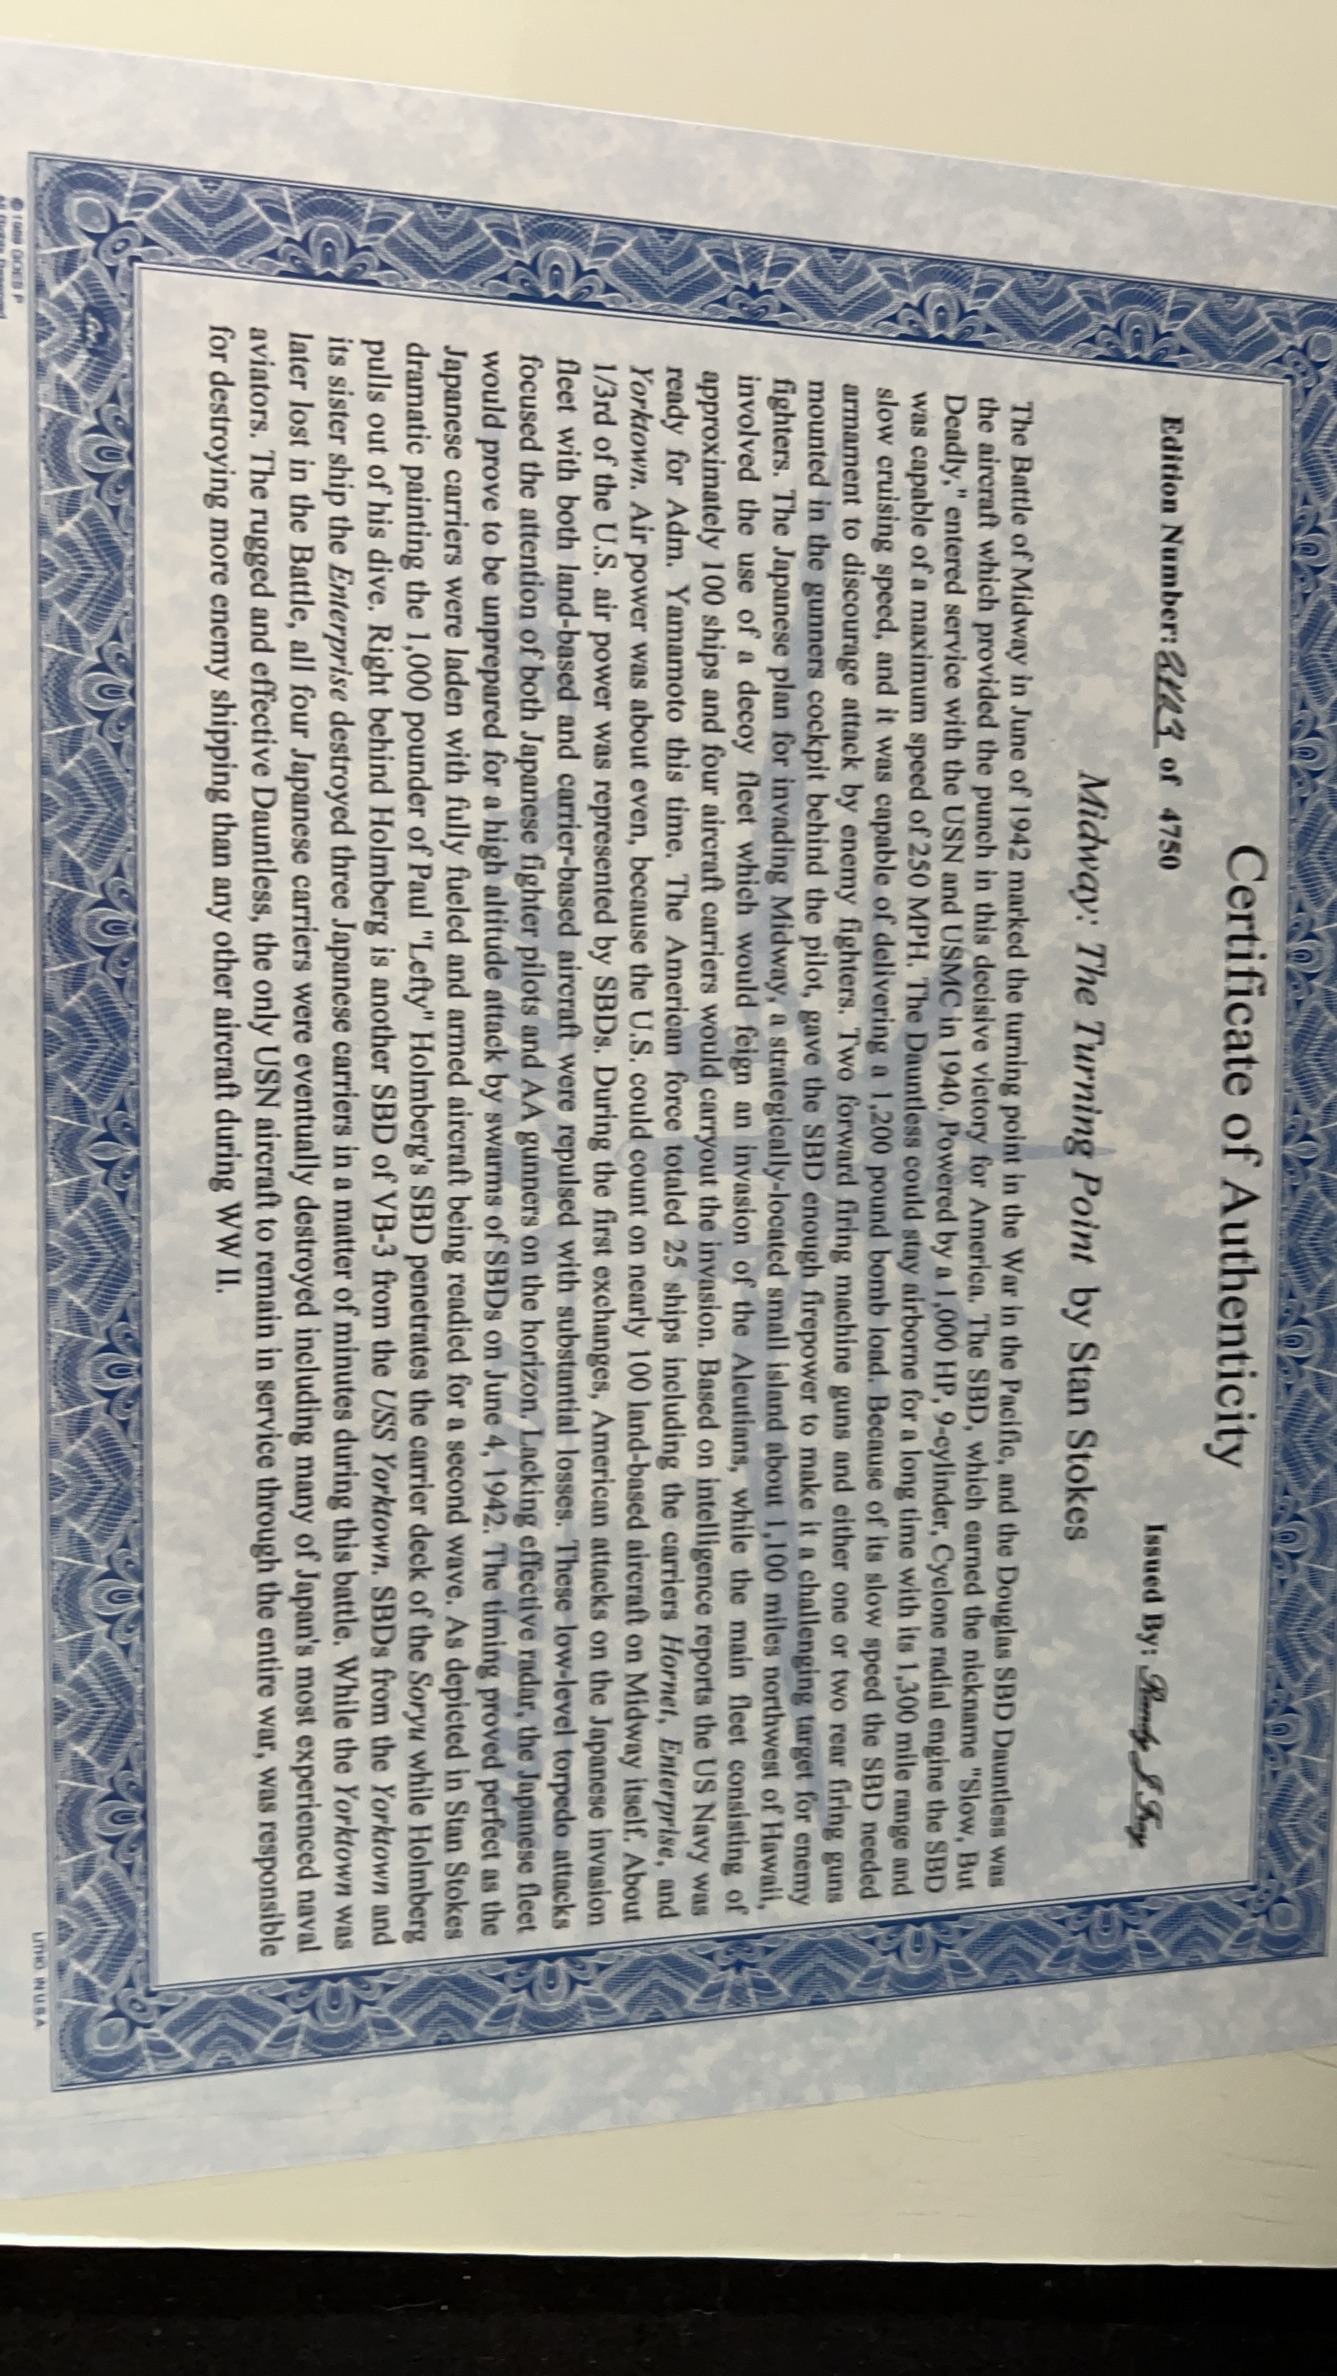 Certificate of Authenticity
Edition Number: of 4750
Issued By: Randy J
Midway: The Turning Point by Stan Stokes
The Battle of Midway in June of 1942 marked the turning point in the War in the Pacific, and the Douglas SBD Dauntless was
the aircraft which provided the punch in this decisive victory for America. The SBD, which earned the nickname "Slow, But
Deadly," entered service with the USN and USMC in 1940. Powered by a 1,000 HP, 9-cylinder, Cyclone radial engine the SBD
was capable of a maximum speed of 250 MPH. The Dauntless could stay airborne for a long time with its 1,300 mile range and
slow cruising speed, and it was capable of delivering a 1,200 pound bomb load. Because of its slow speed the SBD needed
armament to discourage attack by enemy fighters. Two forward firing machine guns and either one or two rear firing guns
mounted in the gunners cockpit behind the pilot, gave the SBD enough firepower to make it a challenging target for enemy
fighters. The Japanese plan for invading Midway, a strategically-located small island about 1,100 miles northwest of Hawaii,
involved the use of a decoy fleet which would feign an invasion of the Aleutians, while the main fleet consisting of
approximately 100 ships and four aircraft carriers would carryout the invasion. Based on intelligence reports the US Navy was
ready for Adm. Yamamoto this time. The American force totaled 25 ships including the carriers Hornet, Enterprise, and
Yorktown. Air power was about even, because the U.S. could count on nearly 100 land-based aircraft on Midway itself. About
1/3rd of the U.S. air power was represented by SBDs. During the first exchanges, American attacks on the Japanese invasion
fleet with both land-based and carrier-based aircraft were repulsed with substantial losses. These low-level torpedo attacks
focused the attention of both Japanese fighter pilots and AA gunners on the horizon. Lacking effective radar, the Japanese fleet
would prove to be unprepared for a high altitude attack by swarms of SBDs on June 4, 1942. The timing proved perfect as the
Japanese carriers were laden with fully fueled and armed aircraft being readied for a second wave. As depicted in Stan Stokes
dramatic painting the 1,000 pounder of Paul "Lefty" Holmberg's SBD penetrates the carrier deck of the Soryu while Holmberg
pulls out of his dive. Right behind Holmberg is another SBD of VB-3 from the USS Yorktown. SBDs from the Yorktown and
its sister ship the Enterprise destroyed three Japanese carriers in a matter of minutes during this battle. While the Yorktown was
later lost in the Battle, all four Japanese carriers were eventually destroyed including many of Japan's most experienced naval
aviators. The rugged and effective Dauntless, the only USN aircraft to remain in service through the entire war, was responsible
for destroying more enemy shipping than any other aircraft during WW II.
© 1989 GOES P
All Rights Reserved
LITHO IN U.S.A.